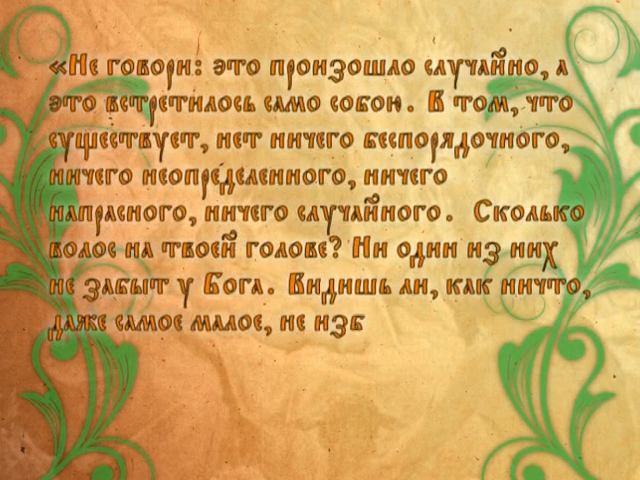 «Не говори: это произошло случайно, а
это встретилось само собою. В том, что
существует, нет ничего беспорядочного,
ничего неопределенного, ничего
напрасного, ничего случайного. Сколько
волос на твоей голове? Ни один из них
не забыт у Бога. Видишь ли, как ничто,
даже самое малое, не изб